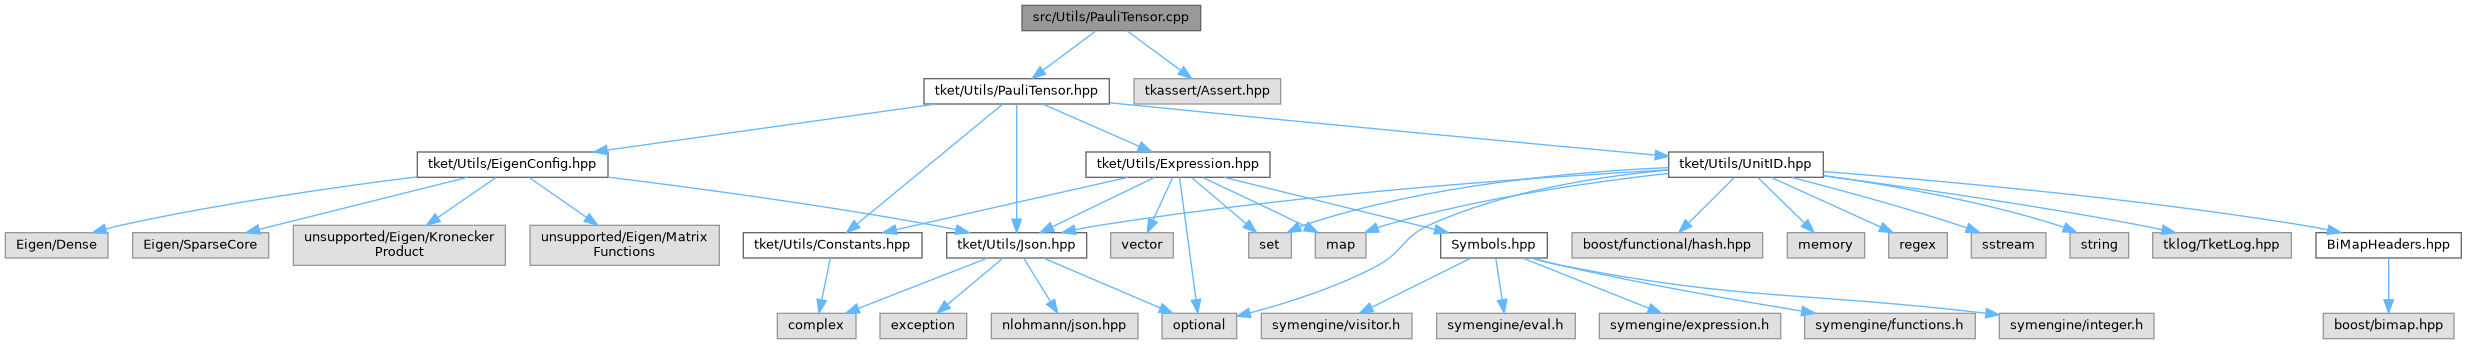 src/Utils/PauliTensor.cpp
tket/Utils/PauliTensor.hpp
tkassert/Assert.hpp
tket/Utils/EigenConfig.hpp
tket/Utils/Expression.hpp
tket/Utils/UnitID.hpp
Eigen/Dense
Eigen/SparseCore
unsupported/Eigen/Kronecker
Product
unsupported/Eigen/Matrix
Functions
tket/Utils/Constants.hpp
tket/Utils/Json.hpp
vector
set
map
Symbols.hpp
boost/functional/hash.hpp
memory
regex
sstream
string
tklog/TketLog.hpp
BiMapHeaders.hpp
complex
exception
nlohmann/json.hpp
optional
symengine/visitor.h
symengine/eval.h
symengine/expression.h
symengine/functions.h
symengine/integer.h
boost/bimap.hpp